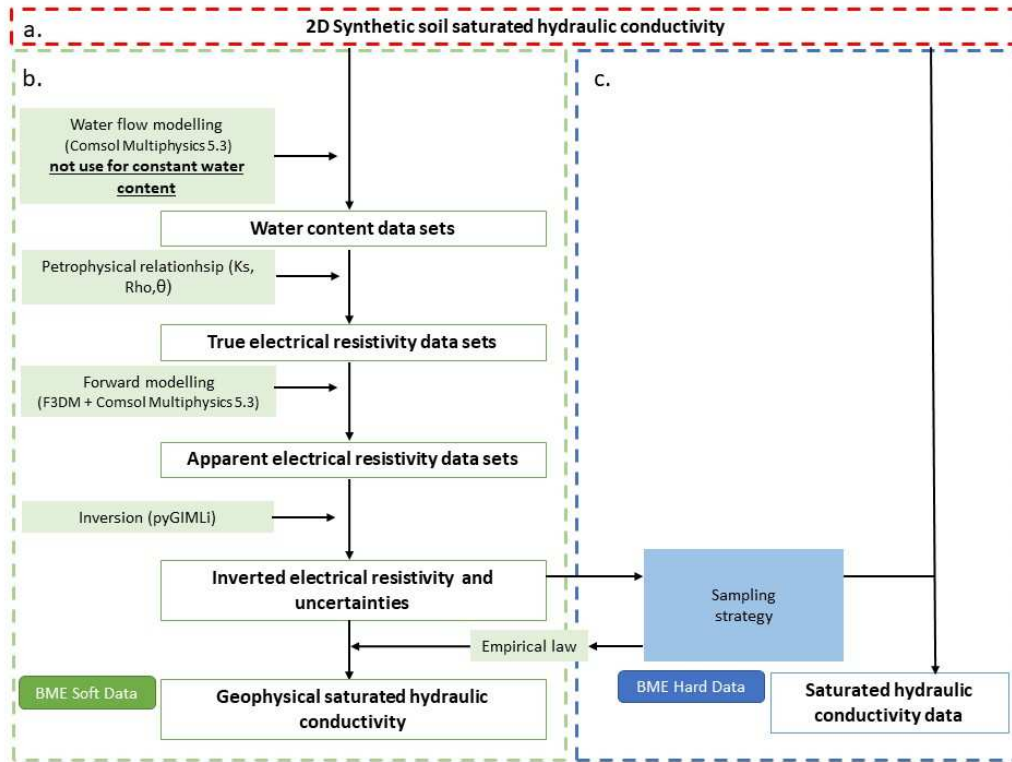 a.
2D Synthetic soil saturated hydraulic conductivity
b.
c.
Water flow modelling
(Comsol Multiphysics 5.3)
not use for constant water
content
Water content data sets
Petrophysical relationhsip (Ks,
Rho,θ)
True electrical resistivity data sets
Forward modelling
(F3DM + Comsol Multiphysics 5.3)
Apparent electrical resistivity data sets
Inversion (pyGIMLi)
Inverted electrical resistivity and
uncertainties
Sampling
strategy
Empirical law
BME Soft Data
Geophysical saturated hydraulic
conductivity
BME Hard Data
Saturated hydraulic
conductivity data